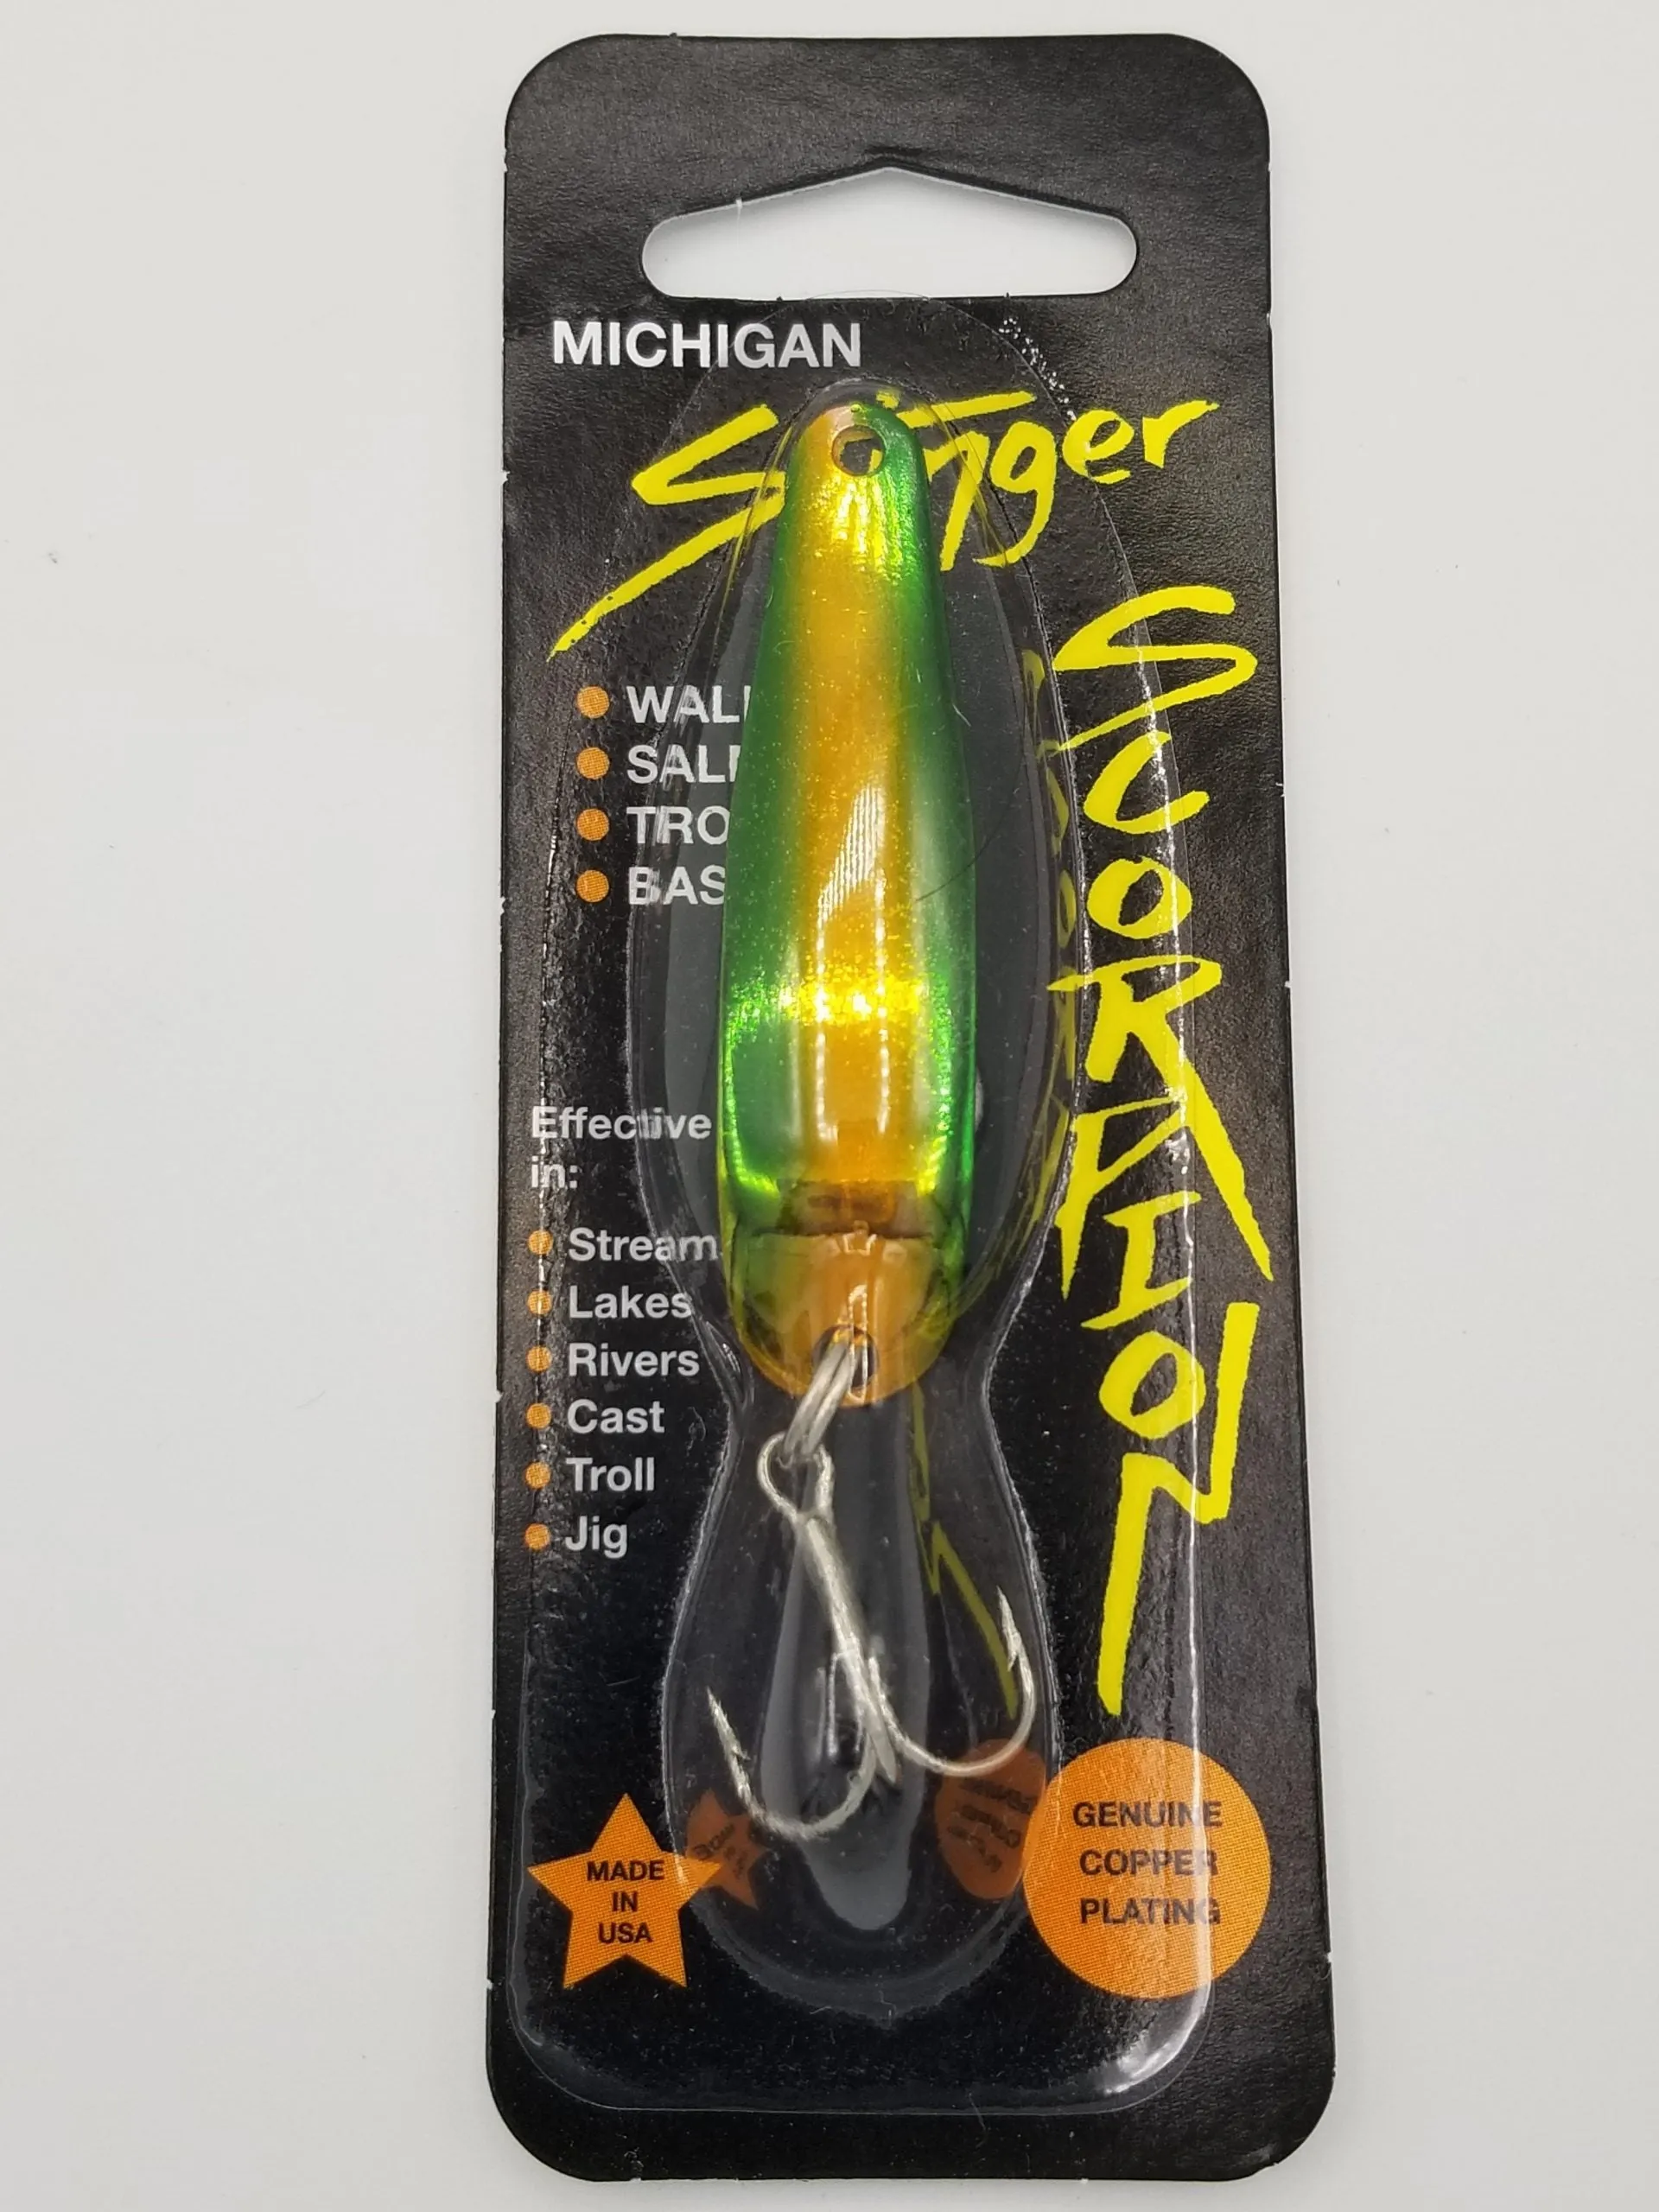 MICHIGAN
Stinger
SCORPION
WAL
SAL
TRO
BAS
Effective
in:
Stream
Lakes
Rivers
Cast
Troll
Jig
MADE
IN
USA
GENUINE
COPPER
PLATING